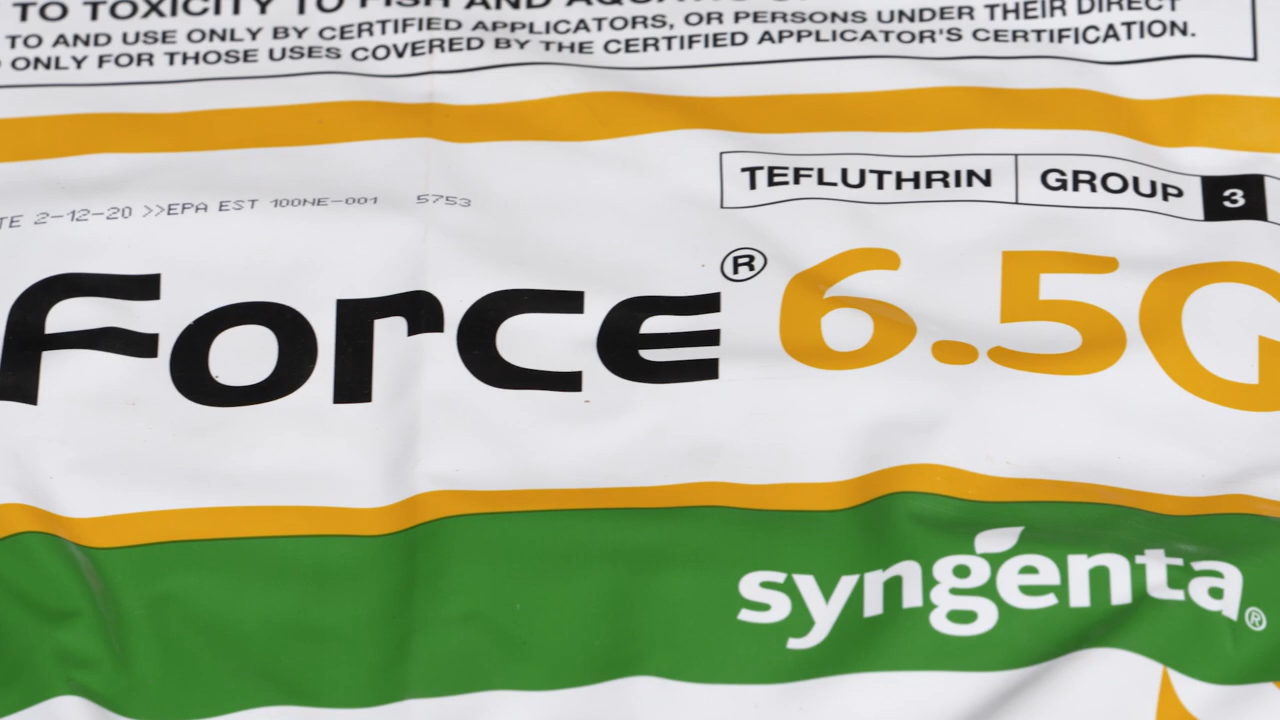 TO TOXICITY TO FISH AND
TO AND USE ONLY BY CERTIFIED APPLICATORS, OR PERSONS UNDER THEIR DIRECT
ONLY FOR THOSE USES COVERED BY THE CERTIFIED APPLICATOR'S CERTIFICATION.
TEFLUTHRIN GROUP 3
TE 2-12-20 >>EPA EST 100NE-001 5753
Force® 6.5G
syngenta®